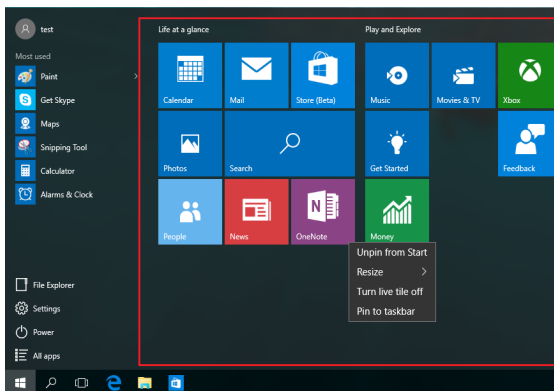 test
Most used
Paint
Get Skype
Maps
Snipping Tool
Calculator
Alarms & Clock
File Explorer
Settings
Power
All apps
Life at a glance
Calendar
Mail
Store (Beta)
Photos
Search
People
News
OneNote
Play and Explore
Music
Movies & TV
Xbox
Get Started
Feedback
Money
Unpin from Start
Resize
Turn live tile off
Pin to taskbar